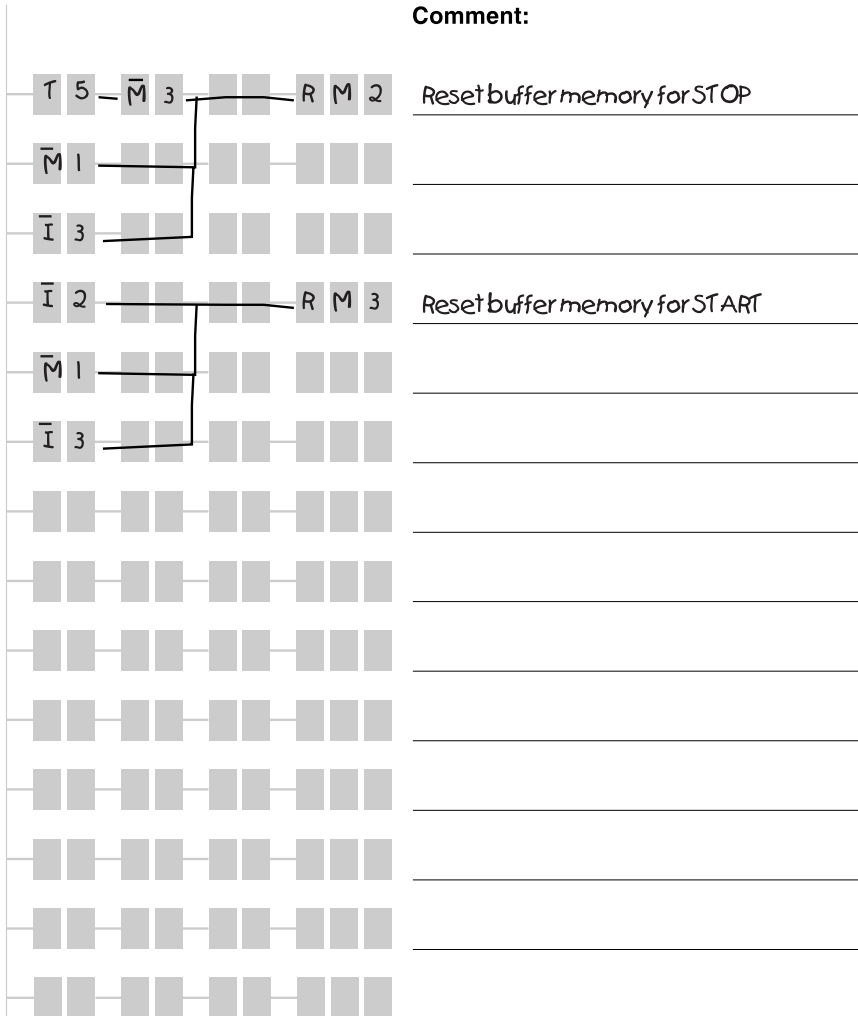 Comment:
T 5 M̅ 3 R M 2 Reset buffer memory for STOP
M̅ 1
I̅ 3
I̅ 2 R M 3 Reset buffer memory for START
M̅ 1
I̅ 3